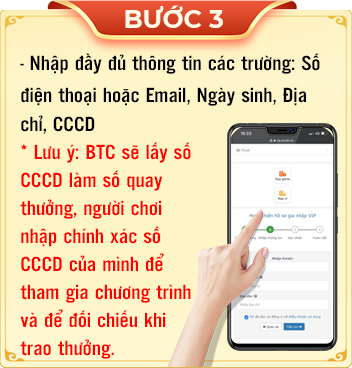 BƯỚC 3
- Nhập đầy đủ thông tin các trường: Số
điện thoại hoặc Email, Ngày sinh, Địa
chỉ, CCCD
* Lưu ý: BTC sẽ lấy số
CCCD làm số quay
thưởng, người chơi
nhập chính xác số
CCCD của mình để
tham gia chương trình
và để đối chiếu khi
trao thưởng.